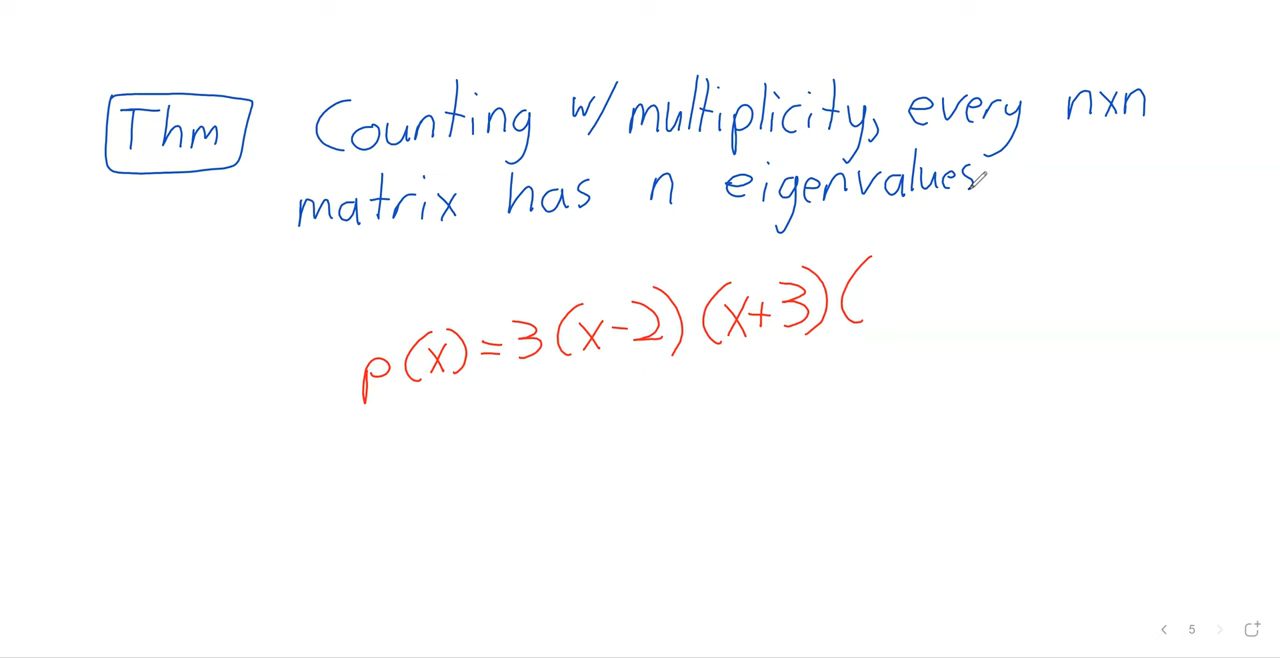 Thm Counting w/ multiplicity, every nxn
matrix has n eigenvalues
p(x) = 3(x-2)(x+3)(
5